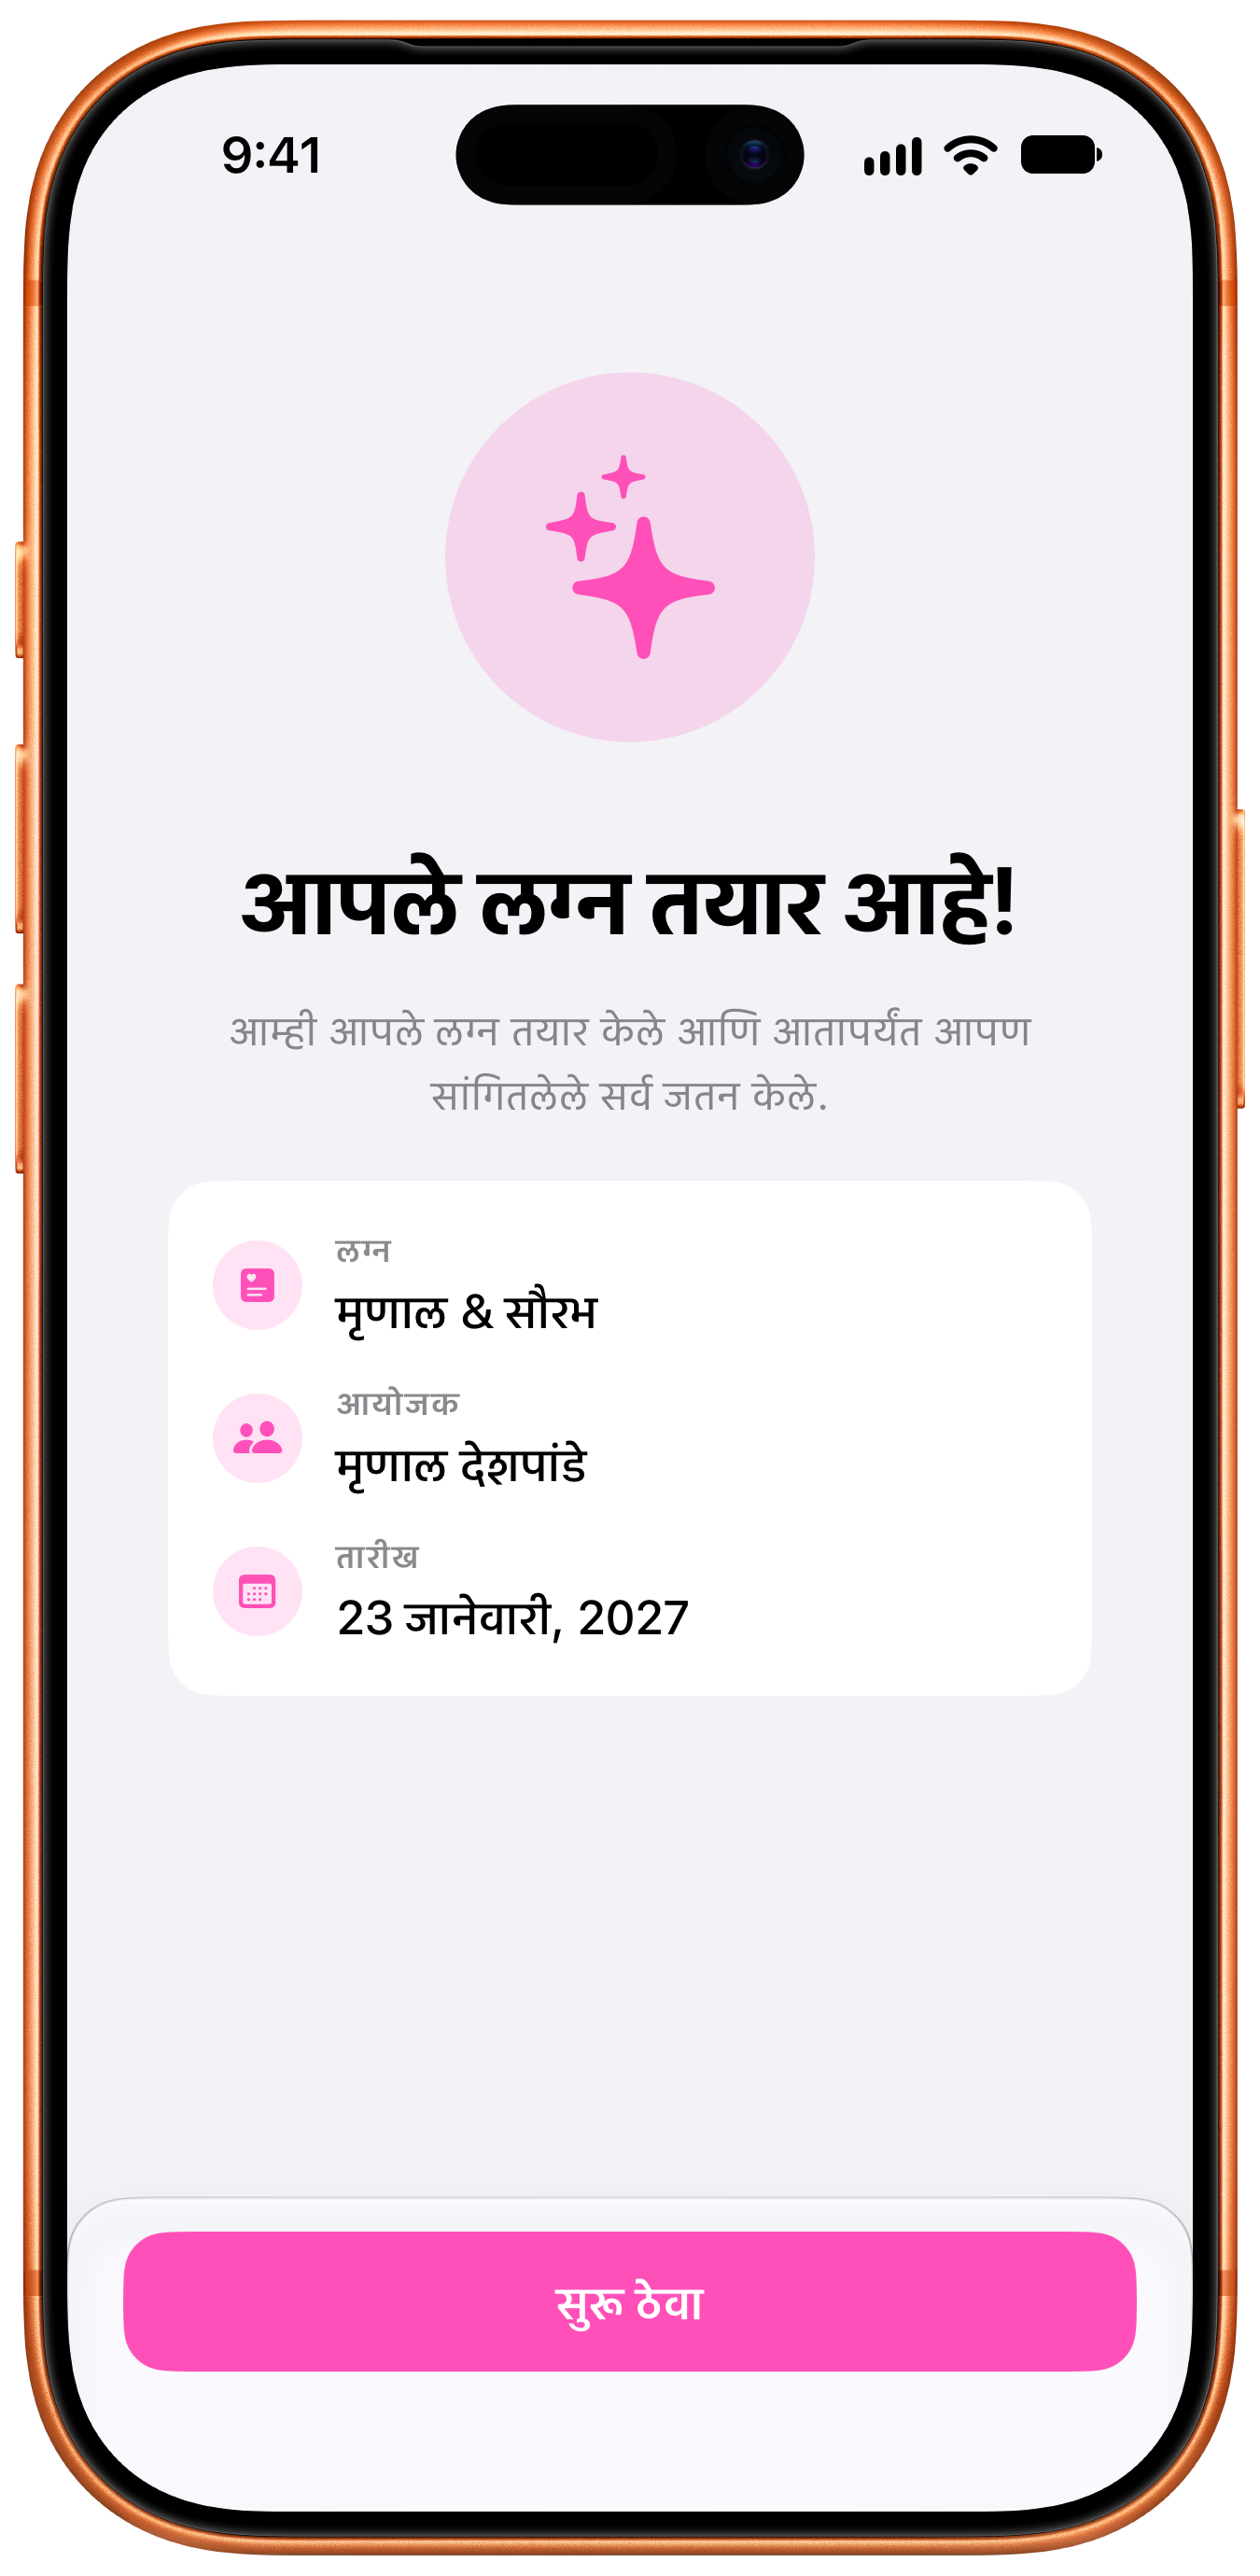 9:41
आपले लग्न तयार आहे!
आम्ही आपले लग्न तयार केले आणि आतापर्यंत आपण
सांगितलेले सर्व जतन केले.
लग्न
मृणाल & सौरभ
आयोजक
मृणाल देशपांडे
तारीख
23 जानेवारी, 2027
सुरू ठेवा